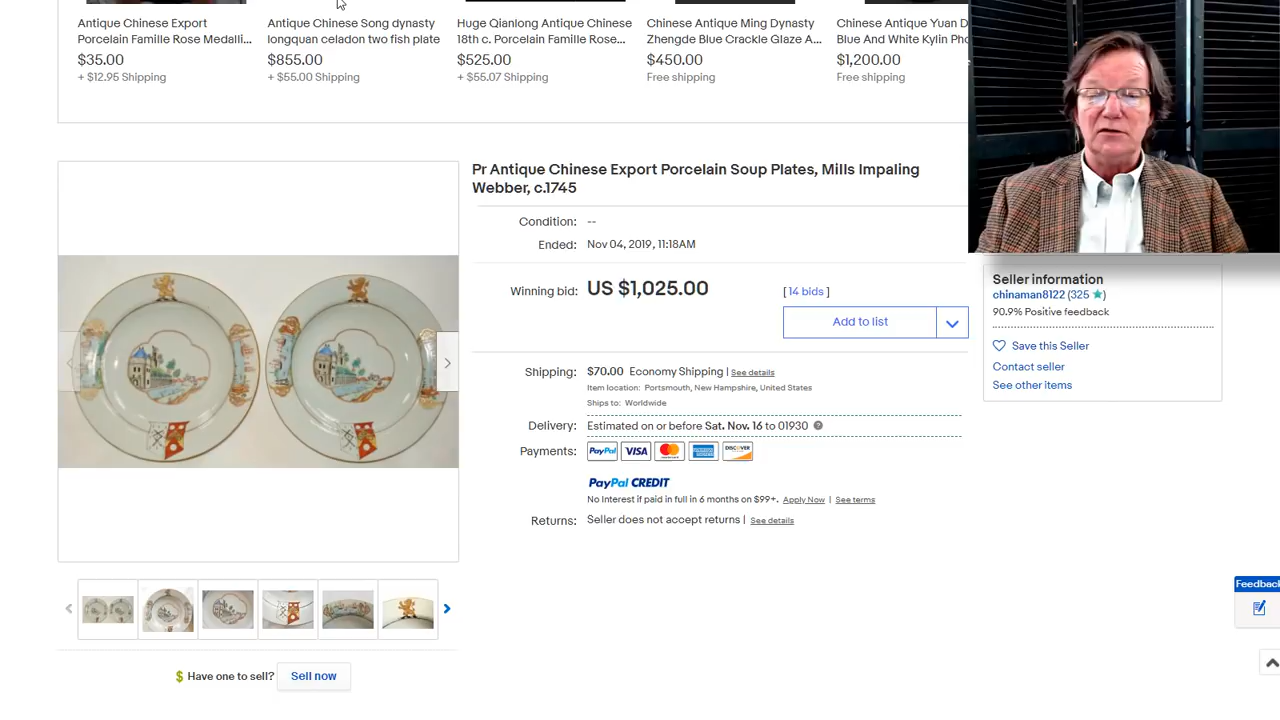 Antique Chinese Export
Porcelain Famille Rose Medalli...
$35.00
+ $12.95 Shipping
Antique Chinese Song dynasty
longquan celadon two fish plate
$855.00
+ $55.00 Shipping
Huge Qianlong Antique Chinese
18th c. Porcelain Famille Rose...
$525.00
+ $55.07 Shipping
Chinese Antique Ming Dynasty
Zhengde Blue Crackle Glaze A...
$450.00
Free shipping
Chinese Antique Yuan D
Blue And White Kylin Pho
$1,200.00
Free shipping
Pr Antique Chinese Export Porcelain Soup Plates, Mills Impaling
Webber, c.1745
Condition: --
Ended: Nov 04, 2019, 11:18AM
Winning bid: US $1,025.00 [ 14 bids ]
Add to list
Shipping: $70.00 Economy Shipping | See details
Item location: Portsmouth, New Hampshire, United States
Ships to: Worldwide
Delivery: Estimated on or before Sat. Nov. 16 to 01930
Payments: PayPal VISA MasterCard AMERICAN EXPRESS DISCOVER
PayPal CREDIT
No Interest if paid in full in 6 months on $99+. Apply Now | See terms
Returns: Seller does not accept returns | See details
Seller information
chinaman8122 (325 ★)
90.9% Positive feedback
Save this Seller
Contact seller
See other items
Feedback
$ Have one to sell? Sell now